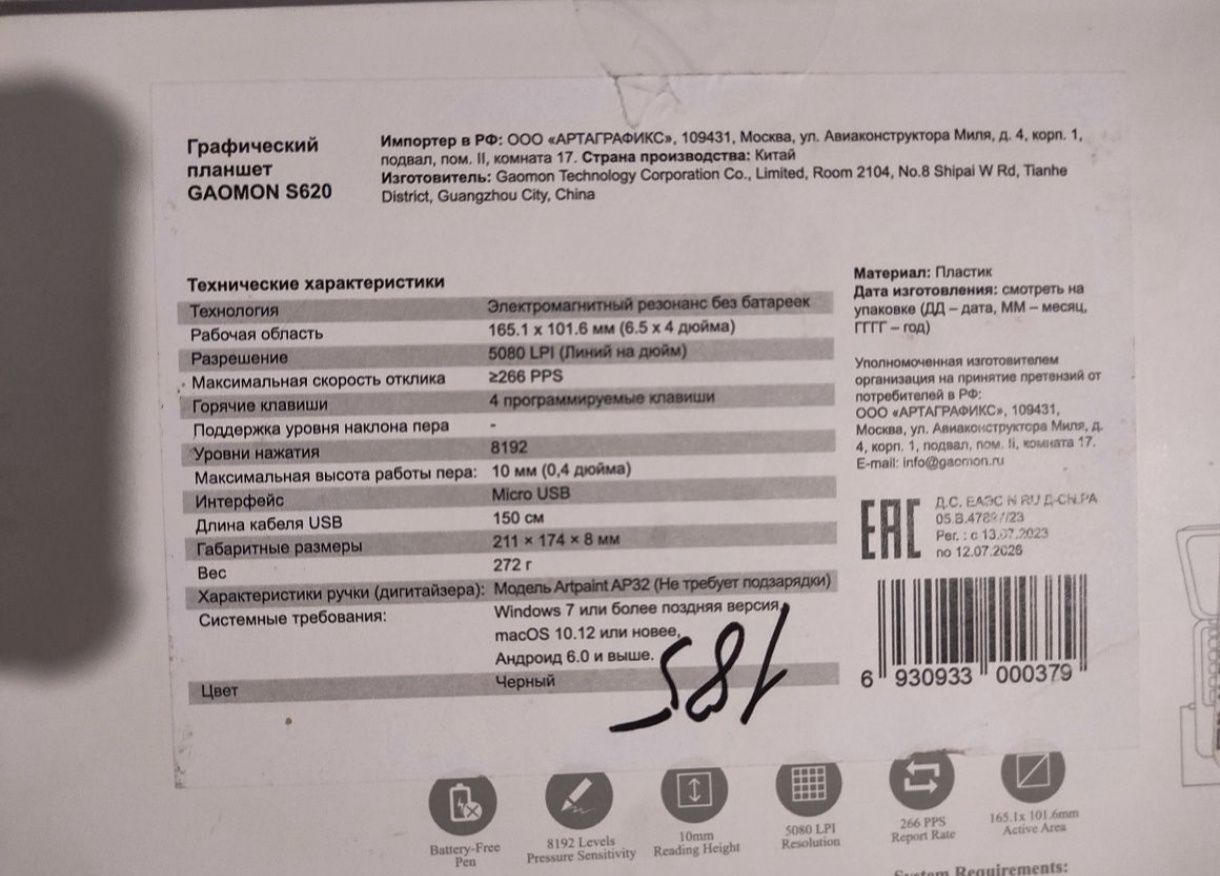 Графический
планшет
GAOMON S620
Импортер в РФ: ООО «АРТАГРАФИКС», 109431, Москва, ул. Авиаконструктора Миля, д. 4, корп. 1,
подвал, пом. II, комната 17. Страна производства: Китай
Изготовитель: Gaomon Technology Corporation Co., Limited, Room 2104, No.8 Shipai W Rd, Tianhe
District, Guangzhou City, China
Технические характеристики
Технология Электромагнитный резонанс без батареек
Рабочая область 165.1 x 101.6 мм (6.5 x 4 дюйма)
Разрешение 5080 LPI (Линий на дюйм)
Максимальная скорость отклика ≥266 PPS
Горячие клавиши 4 программируемые клавиши
Поддержка уровня наклона пера -
Уровни нажатия 8192
Максимальная высота работы пера: 10 мм (0,4 дюйма)
Интерфейс Micro USB
Длина кабеля USB 150 см
Габаритные размеры 211 × 174 × 8 мм
Вес 272 г
Характеристики ручки (дигитайзера): Модель Artpaint AP32 (Не требует подзарядки)
Системные требования: Windows 7 или более поздняя версия,
macOS 10.12 или новее,
Андроид 6.0 и выше.
Цвет Черный
Материал: Пластик
Дата изготовления: смотреть на
упаковке (ДД – дата, ММ – месяц,
ГГГГ – год)
Уполномоченная изготовителем
организация на принятие претензий от
потребителей в РФ:
ООО «АРТАГРАФИКС», 109431,
Москва, ул. Авиаконструктора Миля, д.
4, корп. 1, подвал, пом. II, комната 17.
E-mail: info@gaomon.ru
EAC
Д.С. ЕАЭС N RU Д-CN.РА
Рег. : с 13.07.2023
по 12.07.2026
6 930933 000379
Battery-Free
Pen
8192 Levels
Pressure Sensitivity
10mm
Reading Height
5080 LPI
Resolution
266 PPS
Report Rate
165.1x 101.6mm
Active Area
System Requirements: